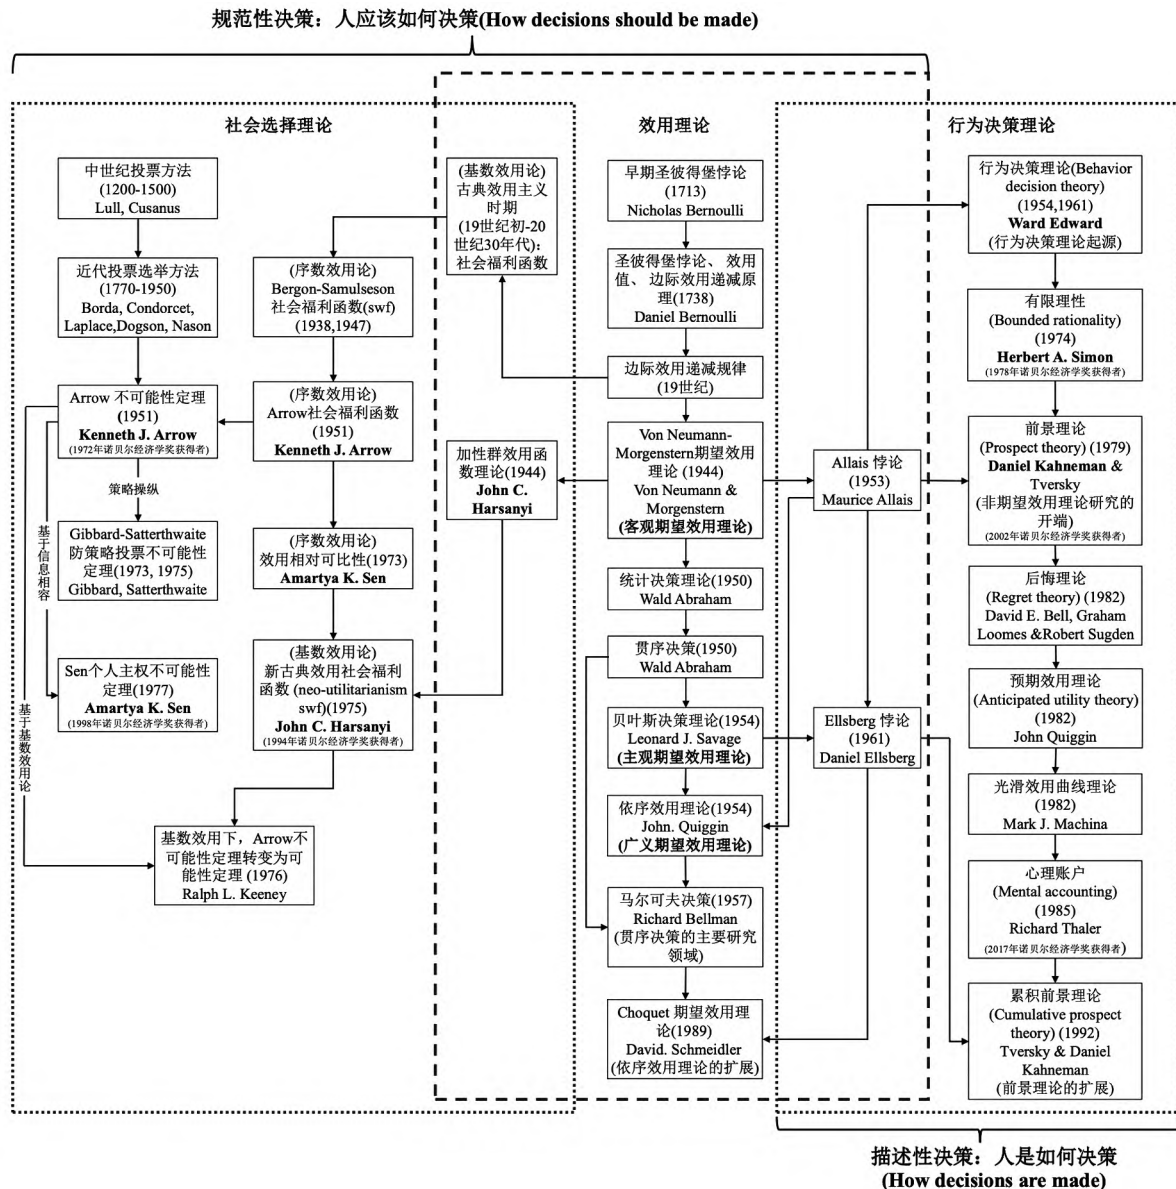 规范性决策：人应该如何决策(How decisions should be made)
社会选择理论
中世纪投票方法
(1200-1500)
Lull, Cusanus
近代投票选举方法
(1770-1950)
Borda, Condorcet,
Laplace,Dogson, Nason
Arrow 不可能性定理
(1951)
Kenneth J. Arrow
(1972年诺贝尔经济学奖获得者)
策略操纵
Gibbard-Satterthwaite
防策略投票不可能性
定理(1973, 1975)
Gibbard, Satterthwaite
基于信息相容
Sen个人主权不可能性
定理(1977)
Amartya K. Sen
(1998年诺贝尔经济学奖获得者)
基于基数效用论
(序数效用论)
Bergon-Samulseson
社会福利函数(swf)
(1938,1947)
(序数效用论)
Arrow社会福利函数
(1951)
Kenneth J. Arrow
(序数效用论)
效用相对可比性(1973)
Amartya K. Sen
(基数效用论)
新古典效用社会福利
函数 (neo-utilitarianism
swf)(1975)
John C. Harsanyi
(1994年诺贝尔经济学奖获得者)
基数效用下，Arrow不
可能性定理转变为可
能性定理 (1976)
Ralph L. Keeney
(基数效用论)
古典效用主义
时期
(19世纪初-20
世纪30年代)：
社会福利函数
加性群效用函
数理论(1944)
John C.
Harsanyi
效用理论
早期圣彼得堡悖论
(1713)
Nicholas Bernoulli
圣彼得堡悖论、 效用
值、 边际效用递减原
理(1738)
Daniel Bernoulli
边际效用递减规律
(19世纪)
Von Neumann-
Morgenstern期望效用
理论 (1944)
Von Neumann &
Morgenstern
(客观期望效用理论)
统计决策理论(1950)
Wald Abraham
贯序决策(1950)
Wald Abraham
贝叶斯决策理论(1954)
Leonard J. Savage
(主观期望效用理论)
依序效用理论(1954)
John. Quiggin
(广义期望效用理论)
马尔可夫决策(1957)
Richard Bellman
(贯序决策的主要研究
领域)
Choquet 期望效用理
论(1989)
David. Schmeidler
(依序效用理论的扩展)
Allais 悖论
(1953)
Maurice Allais
Ellsberg 悖论
(1961)
Daniel Ellsberg
行为决策理论
行为决策理论(Behavior
decision theory)
(1954,1961)
Ward Edward
(行为决策理论起源)
有限理性
(Bounded rationality)
(1974)
Herbert A. Simon
(1978年诺贝尔经济学奖获得者)
前景理论
(Prospect theory) (1979)
Daniel Kahneman &
Tversky
(非期望效用理论研究的
开端)
(2002年诺贝尔经济学奖获得者)
后悔理论
(Regret theory) (1982)
David E. Bell, Graham
Loomes &Robert Sugden
预期效用理论
(Anticipated utility theory)
(1982)
John Quiggin
光滑效用曲线理论
(1982)
Mark J. Machina
心理账户
(Mental accounting)
(1985)
Richard Thaler
(2017年诺贝尔经济学奖获得者)
累积前景理论
(Cumulative prospect
theory) (1992)
Tversky & Daniel
Kahneman
(前景理论的扩展)
描述性决策：人是如何决策
(How decisions are made)